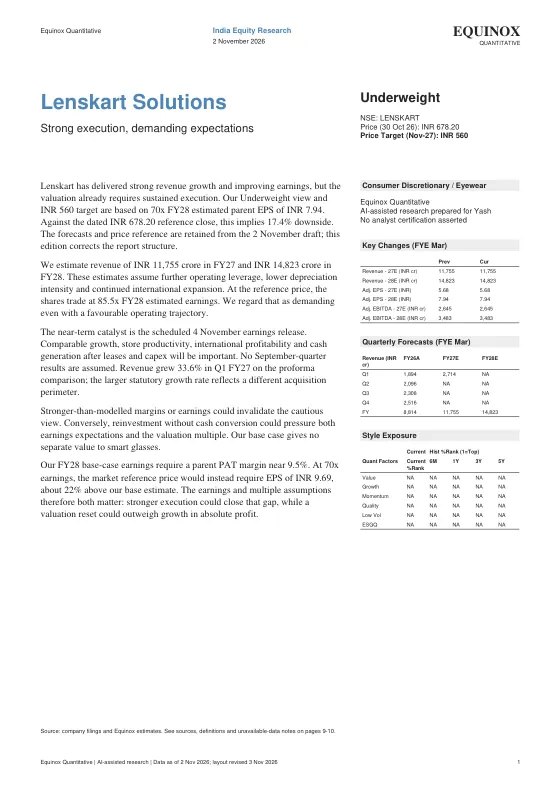 Equinox Quantitative
India Equity Research
2 November 2026
EQUINOX
QUANTITATIVE
Lenskart Solutions
Strong execution, demanding expectations
Lenskart has delivered strong revenue growth and improving earnings, but the
valuation already requires sustained execution. Our Underweight view and
INR 560 target are based on 70x FY28 estimated parent EPS of INR 7.94.
Against the dated INR 678.20 reference close, this implies 17.4% downside.
The forecasts and price reference are retained from the 2 November draft; this
edition corrects the report structure.
We estimate revenue of INR 11,755 crore in FY27 and INR 14,823 crore in
FY28. These estimates assume further operating leverage, lower depreciation
intensity and continued international expansion. At the reference price, the
shares trade at 85.5x FY28 estimated earnings. We regard that as demanding
even with a favourable operating trajectory.
The near-term catalyst is the scheduled 4 November earnings release.
Comparable growth, store productivity, international profitability and cash
generation after leases and capex will be important. No September-quarter
results are assumed. Revenue grew 33.6% in Q1 FY27 on the proforma
comparison; the larger statutory growth rate reflects a different acquisition
perimeter.
Stronger-than-modelled margins or earnings could invalidate the cautious
view. Conversely, reinvestment without cash conversion could pressure both
earnings expectations and the valuation multiple. Our base case gives no
separate value to smart glasses.
Our FY28 base-case earnings require a parent PAT margin near 9.5%. At 70x
earnings, the market reference price would instead require EPS of INR 9.69,
about 22% above our base estimate. The earnings and multiple assumptions
therefore both matter: stronger execution could close that gap, while a
valuation reset could outweigh growth in absolute profit.
Underweight
NSE: LENSKART
Price (30 Oct 26): INR 678.20
Price Target (Nov-27): INR 560
Consumer Discretionary / Eyewear
Equinox Quantitative
AI-assisted research prepared for Yash
No analyst certification asserted
Key Changes (FYE Mar)
Prev Cur
Revenue - 27E (INR cr) 11,755 11,755
Revenue - 28E (INR cr) 14,823 14,823
Adj. EPS - 27E (INR) 5.68 5.68
Adj. EPS - 28E (INR) 7.94 7.94
Adj. EBITDA - 27E (INR cr) 2,645 2,645
Adj. EBITDA - 28E (INR cr) 3,483 3,483
Quarterly Forecasts (FYE Mar)
Revenue (INR cr) FY26A FY27E FY28E
Q1 1,894 2,714 NA
Q2 2,096 NA NA
Q3 2,308 NA NA
Q4 2,516 NA NA
FY 8,814 11,755 14,823
Style Exposure
Current Hist %Rank (1=Top)
Quant Factors Current %Rank 6M 1Y 3Y 5Y
Value NA NA NA NA NA
Growth NA NA NA NA NA
Momentum NA NA NA NA NA
Quality NA NA NA NA NA
Low Vol NA NA NA NA NA
ESGQ NA NA NA NA NA
Source: company filings and Equinox estimates. See sources, definitions and unavailable-data notes on pages 9-10.
Equinox Quantitative | AI-assisted research | Data as of 2 Nov 2026; layout revised 3 Nov 2026
1